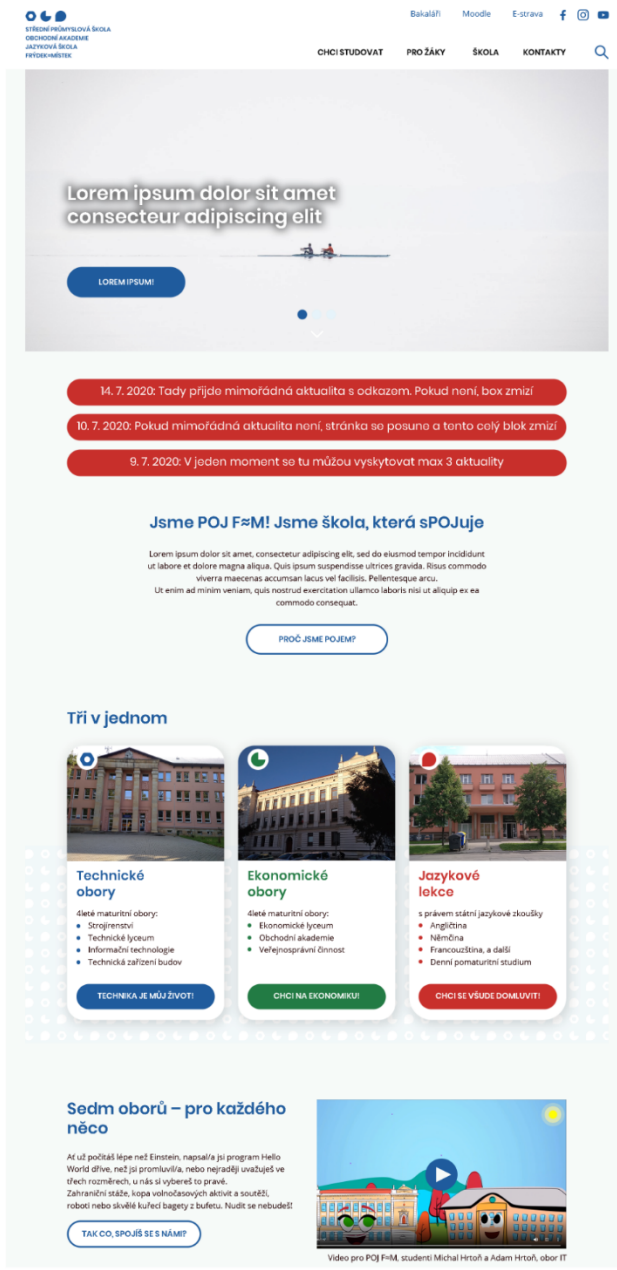 Bakaláři Moodle E-strava
STŘEDNÍ PRŮMYSLOVÁ ŠKOLA
OBCHODNÍ AKADEMIE
JAZYKOVÁ ŠKOLA
FRÝDEK≈MÍSTEK
CHCI STUDOVAT PRO ŽÁKY ŠKOLA KONTAKTY
Lorem ipsum dolor sit amet
consecteur adipiscing elit
LOREM IPSUM!
14. 7. 2020: Tady přijde mimořádná aktualita s odkazem. Pokud není, box zmizí
10. 7. 2020: Pokud mimořádná aktualita není, stránka se posune a tento celý blok zmizí
9. 7. 2020: V jeden moment se tu můžou vyskytovat max 3 aktuality
Jsme POJ F≈M! Jsme škola, která sPOJuje
Lorem ipsum dolor sit amet, consectetur adipiscing elit, sed do eiusmod tempor incididunt
ut labore et dolore magna aliqua. Quis ipsum suspendisse ultrices gravida. Risus commodo
viverra maecenas accumsan lacus vel facilisis. Pellentesque arcu.
Ut enim ad minim veniam, quis nostrud exercitation ullamco laboris nisi ut aliquip ex ea
commodo consequat.
PROČ JSME POJEM?
Tři v jednom
Technické
obory
4leté maturitní obory:
Strojírenství
Technické lyceum
Informační technologie
Technická zařízení budov
TECHNIKA JE MŮJ ŽIVOT!
Ekonomické
obory
4leté maturitní obory:
Ekonomické lyceum
Obchodní akademie
Veřejnosprávní činnost
CHCI NA EKONOMIKU!
Jazykové
lekce
s právem státní jazykové zkoušky
Angličtina
Němčina
Francouzština, a další
Denní pomaturitní studium
CHCI SE VŠUDE DOMLUVIT!
Sedm oborů – pro každého
něco
Ať už počítáš lépe než Einstein, napsal/a jsi program Hello
World dříve, než jsi promluvil/a, nebo nejraději uvažuješ ve
třech rozměrech, u nás si vybereš to pravé.
Zahraniční stáže, kopa volnočasových aktivit a soutěží,
roboti nebo skvělé kuřecí bagety z bufetu. Nudit se nebudeš!
TAK CO, SPOJÍŠ SE S NÁMI?
Video pro POJ F≈M, studenti Michal Hrtoň a Adam Hrtoň, obor IT